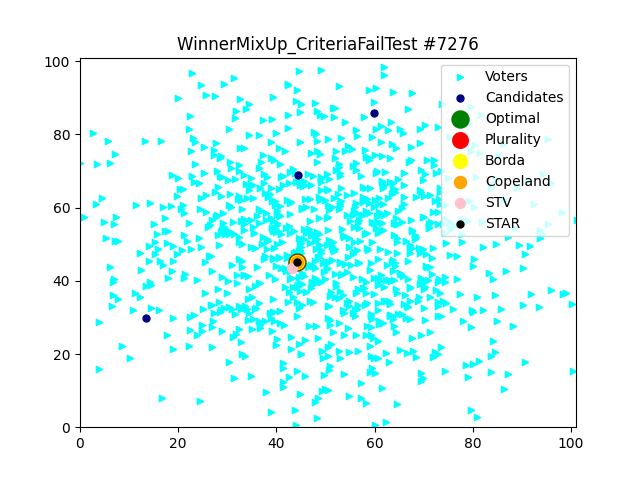 WinnerMixUp_CriteriaFailTest #7276
100
80
60
40
20
0
0 20 40 60 80 100
Voters
Candidates
Optimal
Plurality
Borda
Copeland
STV
STAR